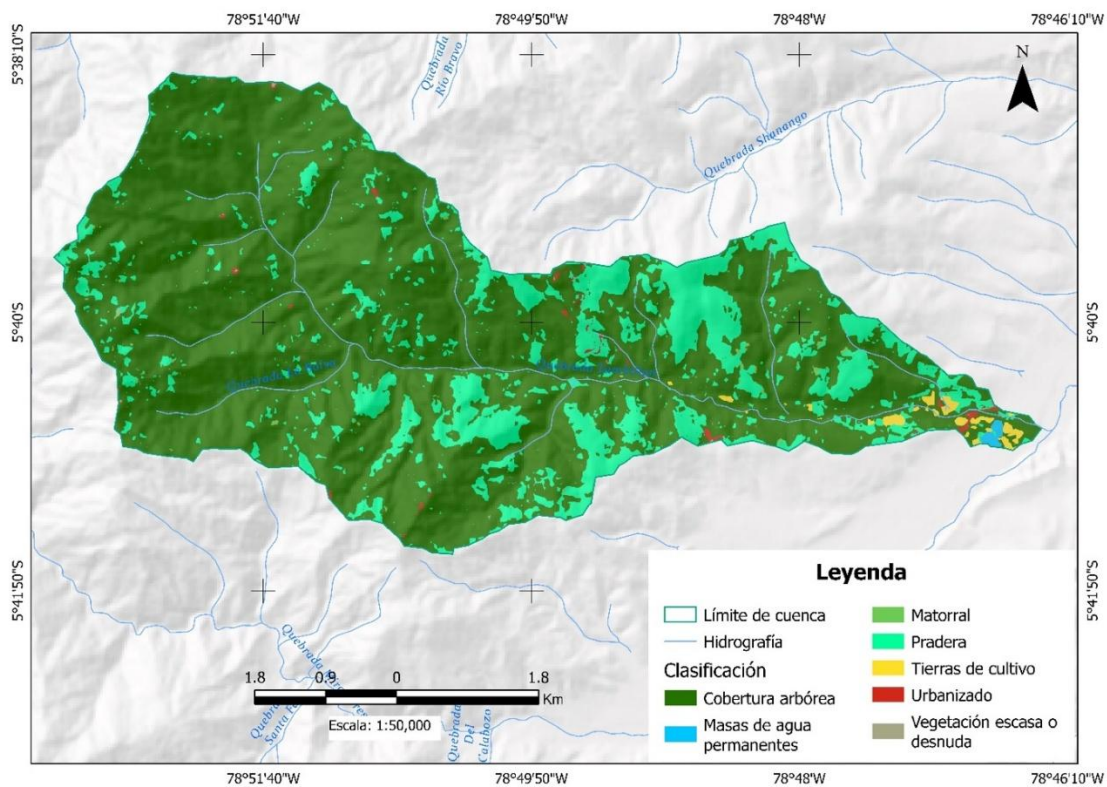 78°51'40"W
78°49'50"W
78°48'W
78°46'10"W
5°38'10"S
5°40'S
5°40'S
5°41'50"S
5°41'50"S
N
Quebrada
Rio Bravo
Quebrada Shanango
Quebrada
Quebrada
Quebrada
Santa
Quebrada
Del
Calabozo
1.8
0.9
0
1.8
Km
Escala: 1:50,000
Leyenda
Límite de cuenca
Hidrografía
Clasificación
Cobertura arbórea
Masas de agua
permanentes
Matorral
Pradera
Tierras de cultivo
Urbanizado
Vegetación escasa o
desnuda
78°51'40"W
78°49'50"W
78°48'W
78°46'10"W